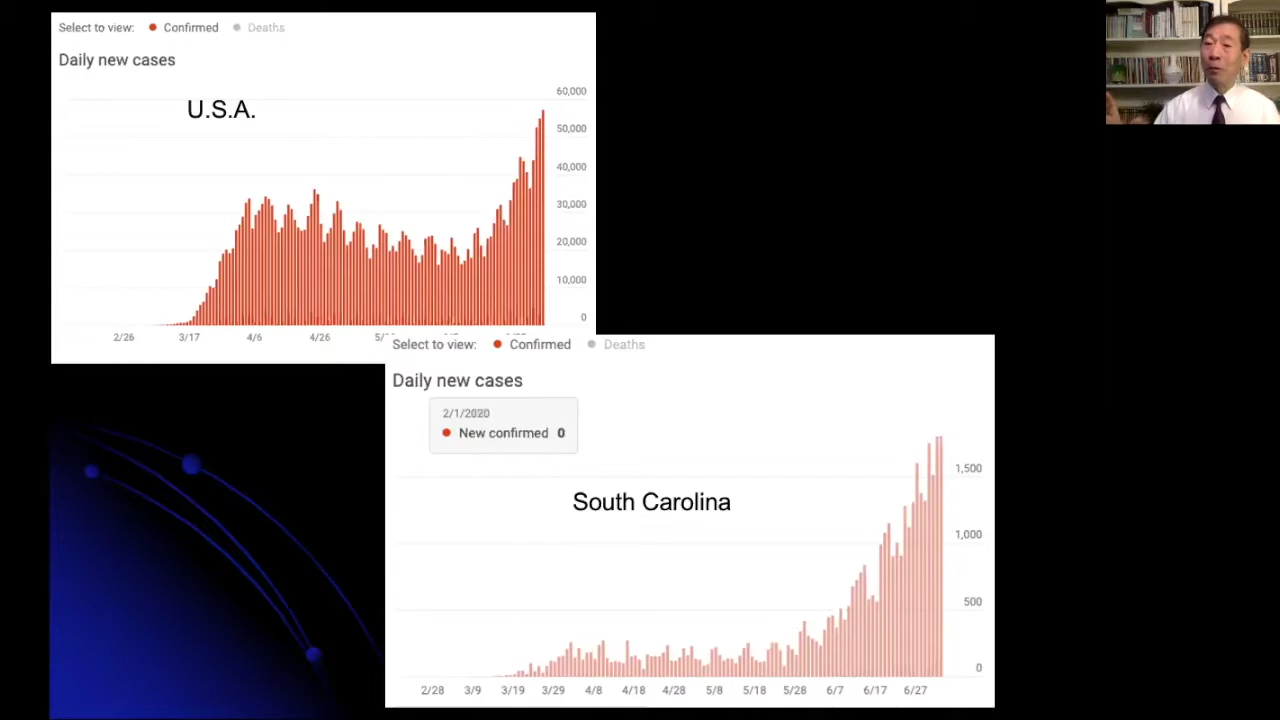 Select to view: Confirmed Deaths
Daily new cases
U.S.A.
60,000
50,000
40,000
30,000
20,000
10,000
0
2/26 3/17 4/6 4/26
Select to view: Confirmed Deaths
Daily new cases
2/1/2020
New confirmed 0
South Carolina
1,500
1,000
500
0
2/28 3/9 3/19 3/29 4/8 4/18 4/28 5/8 5/18 5/28 6/7 6/17 6/27